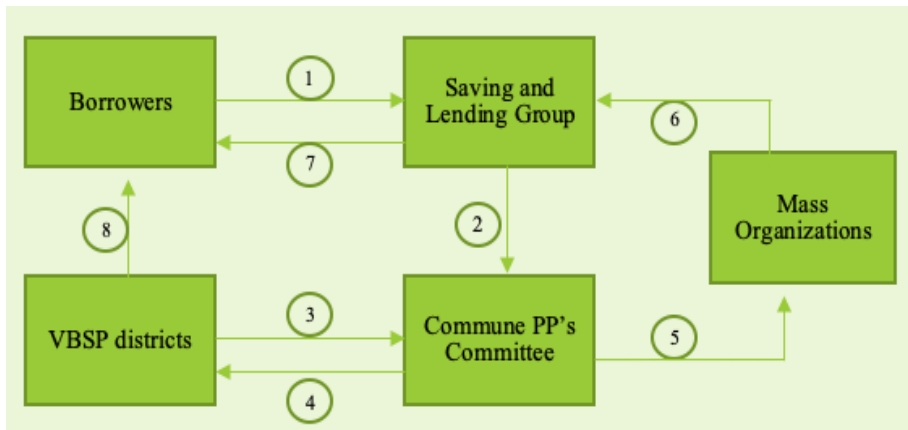 Borrowers
1
Saving and
Lending Group
6
7
Mass
Organizations
8
2
VBSP districts
3
Commune PP's
Committee
5
4